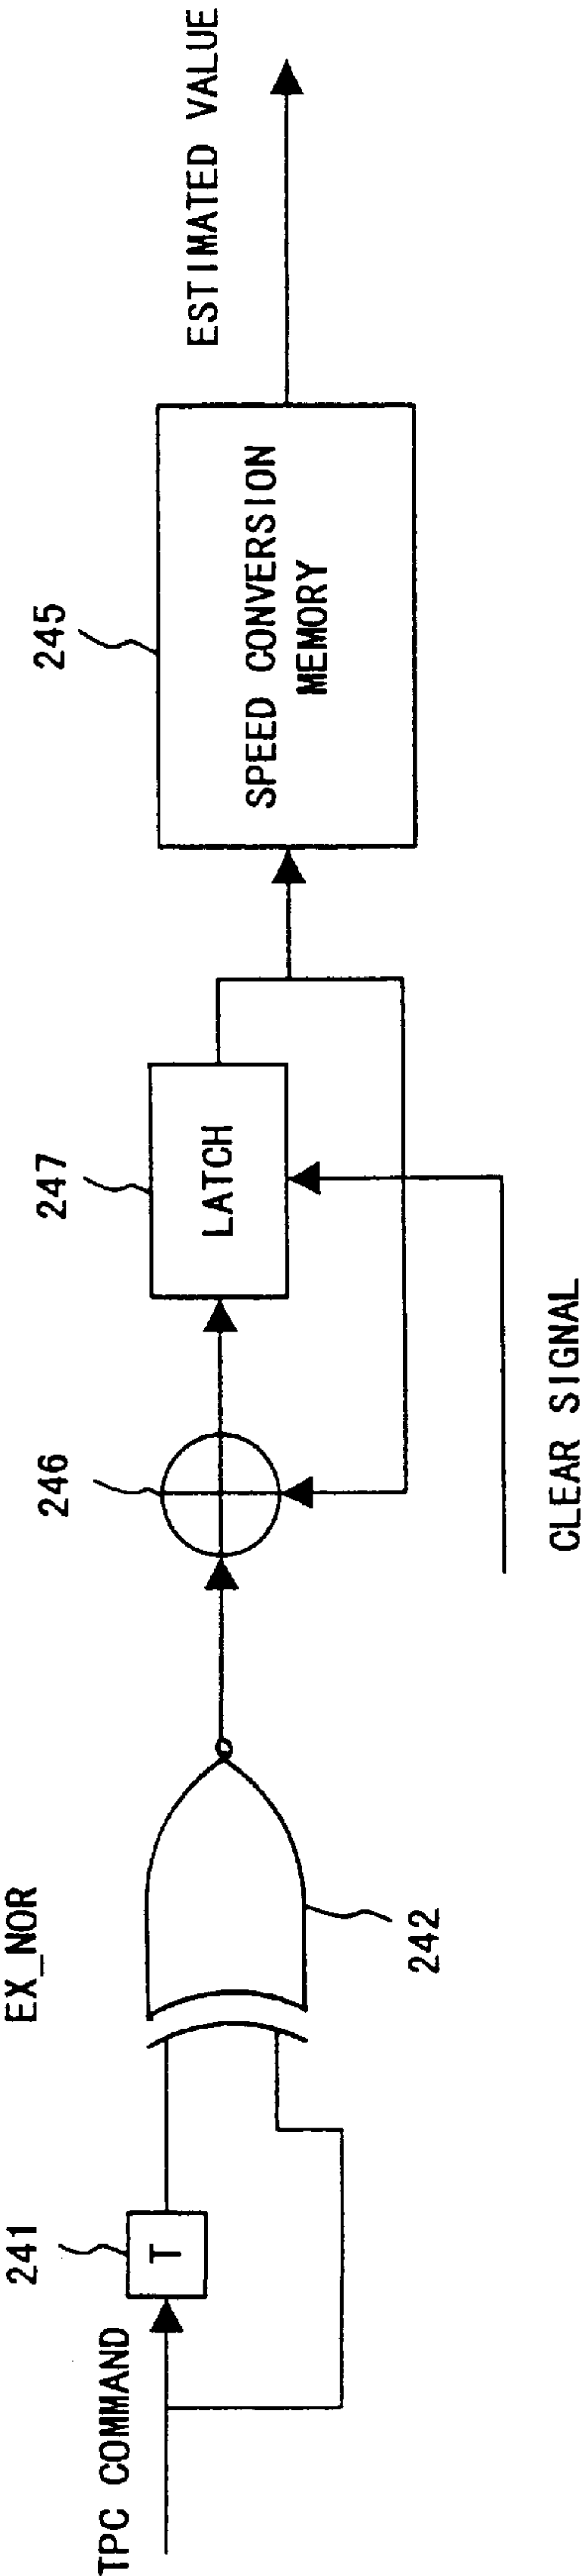 TPC COMMAND
241
T
EX_NOR
242
246
247
LATCH
CLEAR SIGNAL
245
SPEED CONVERSION
MEMORY
ESTIMATED VALUE